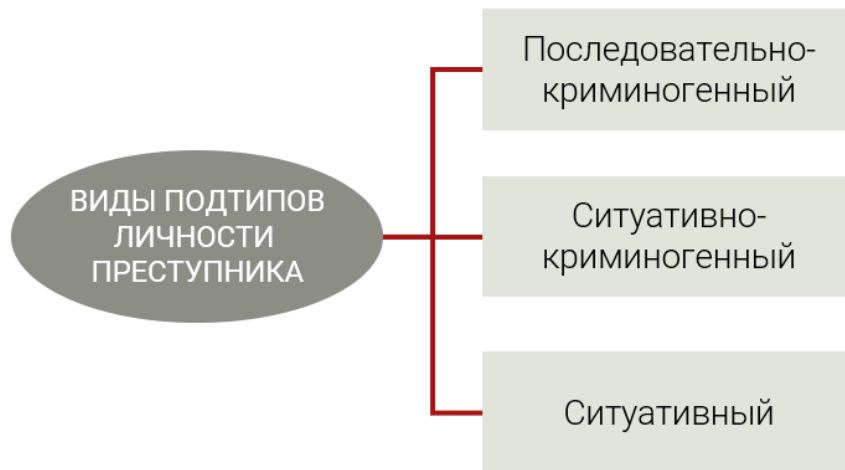 ВИДЫ ПОДТИПОВ
ЛИЧНОСТИ
ПРЕСТУПНИКА
Последовательно-
криминогенный
Ситуативно-
криминогенный
Ситуативный